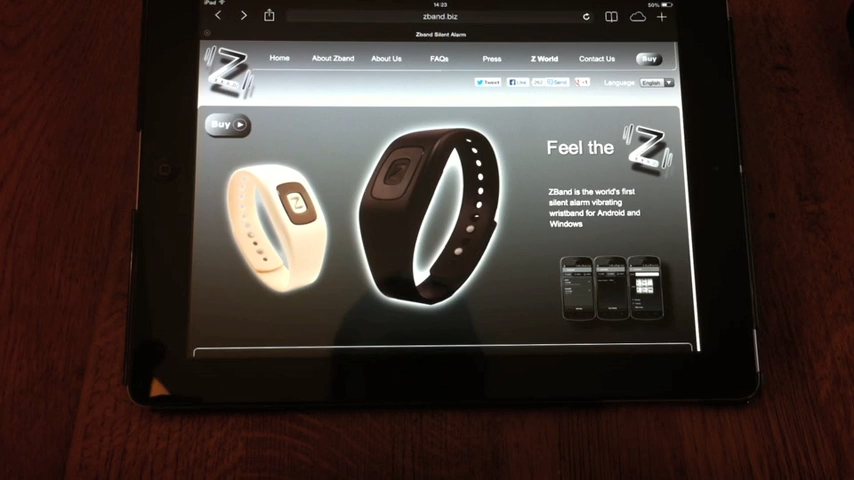 iPad
14:23
50%
zband.biz
Zband Silent Alarm
Home About Zband About Us FAQs Press Z World Contact Us Buy
Tweet Like Send +1 Language English
Buy
Feel the Z
ZBand is the world's first
silent alarm vibrating
wristband for Android and
Windows
Z